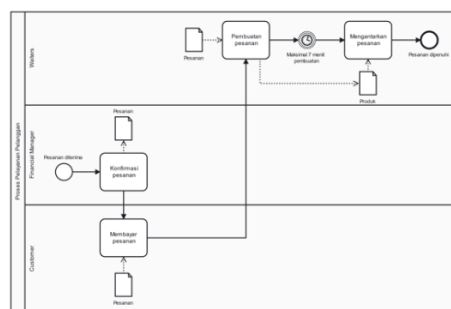 Proses Pelayanan Pelanggan
Waiters
Pesanan
Pembuatan
pesanan
Maksimal 7 menit
pembuatan
Mengantarkan
pesanan
Pesanan dipenuhi
Produk
Financial Manager
Pesanan
Pesanan diterima
Konfirmasi
pesanan
Customer
Membayar
pesanan
Pesanan